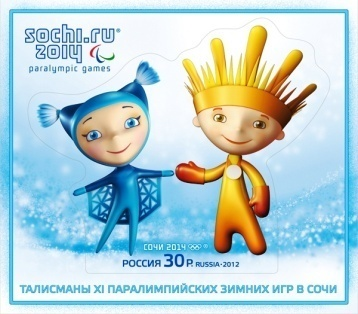 sochi.ru
2014
paralympic games
СОЧИ 2014
РОССИЯ 30 Р. RUSSIA·2012
ТАЛИСМАНЫ XI ПАРАЛИМПИЙСКИХ ЗИМНИХ ИГР В СОЧИ